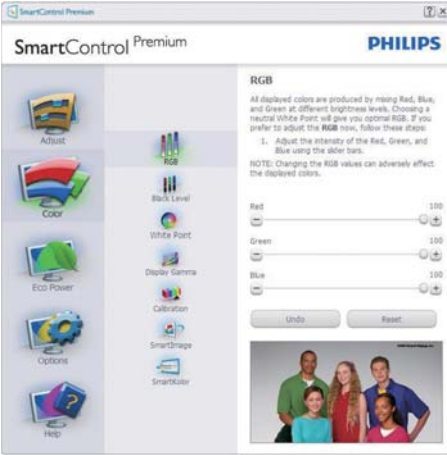 SmartControl Premium
SmartControl Premium
PHILIPS
Adjust
Color
Eco Power
Options
Help
RGB
Black Level
White Point
Display Gamma
Calibration
SmartImage
SmartKolor
RGB
All displayed colors are produced by mixing Red, Blue,
and Green at different brightness levels. Choosing a
neutral White Point will give you optimal RGB. If you
prefer to adjust the RGB now, follow these steps:
1. Adjust the intensity of the Red, Green, and
Blue using the slider bars.
NOTE: Changing the RGB values can adversely effect
the displayed colors.
Red 100
Green 100
Blue 100
Undo Reset